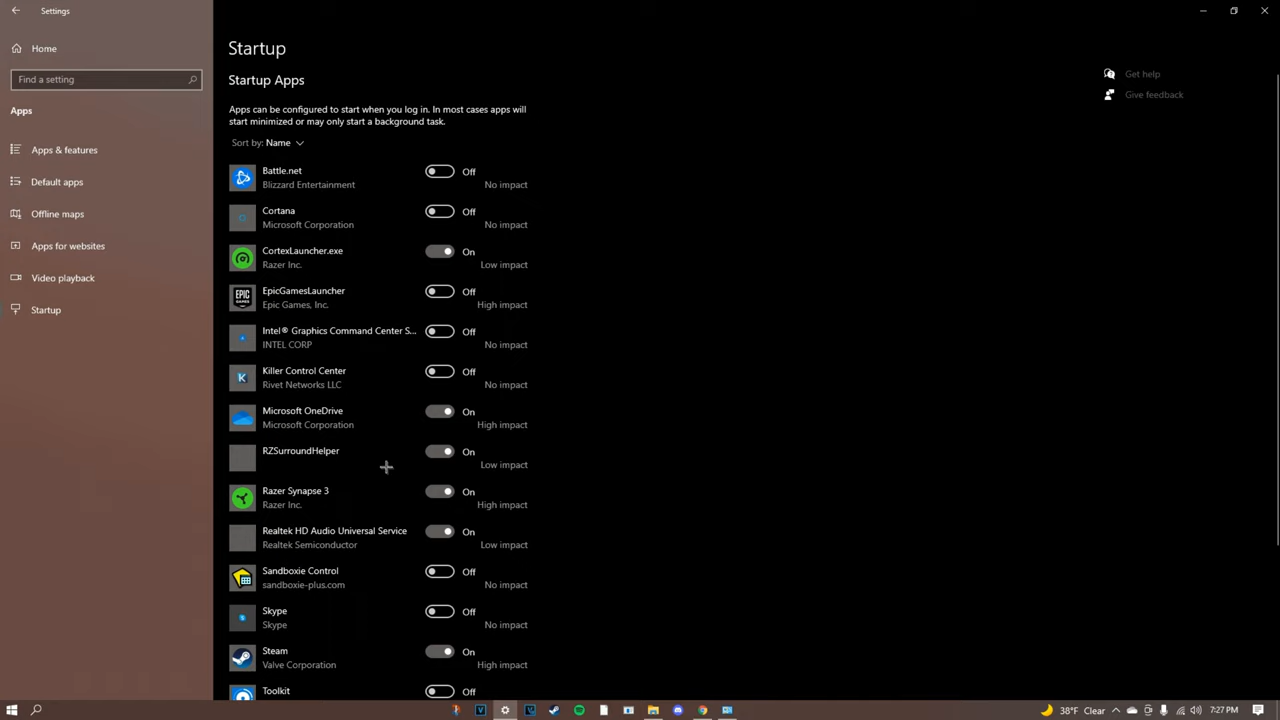 Settings
Home
Find a setting
Apps
Apps & features
Default apps
Offline maps
Apps for websites
Video playback
Startup
Startup
Startup Apps
Apps can be configured to start when you log in. In most cases apps will
start minimized or may only start a background task.
Sort by: Name
Battle.net
Off
Blizzard Entertainment
No impact
Cortana
Off
Microsoft Corporation
No impact
CortexLauncher.exe
On
Razer Inc.
Low impact
EpicGamesLauncher
Off
Epic Games, Inc.
High impact
Intel® Graphics Command Center S...
Off
INTEL CORP
No impact
Killer Control Center
Off
Rivet Networks LLC
No impact
Microsoft OneDrive
On
Microsoft Corporation
High impact
RZSurroundHelper
On
Low impact
Razer Synapse 3
On
Razer Inc.
High impact
Realtek HD Audio Universal Service
On
Realtek Semiconductor
Low impact
Sandboxie Control
Off
sandboxie-plus.com
No impact
Skype
Off
Skype
No impact
Steam
On
Valve Corporation
High impact
Toolkit
Off
Get help
Give feedback
EPIC
GAMES
K
38°F Clear
7:27 PM